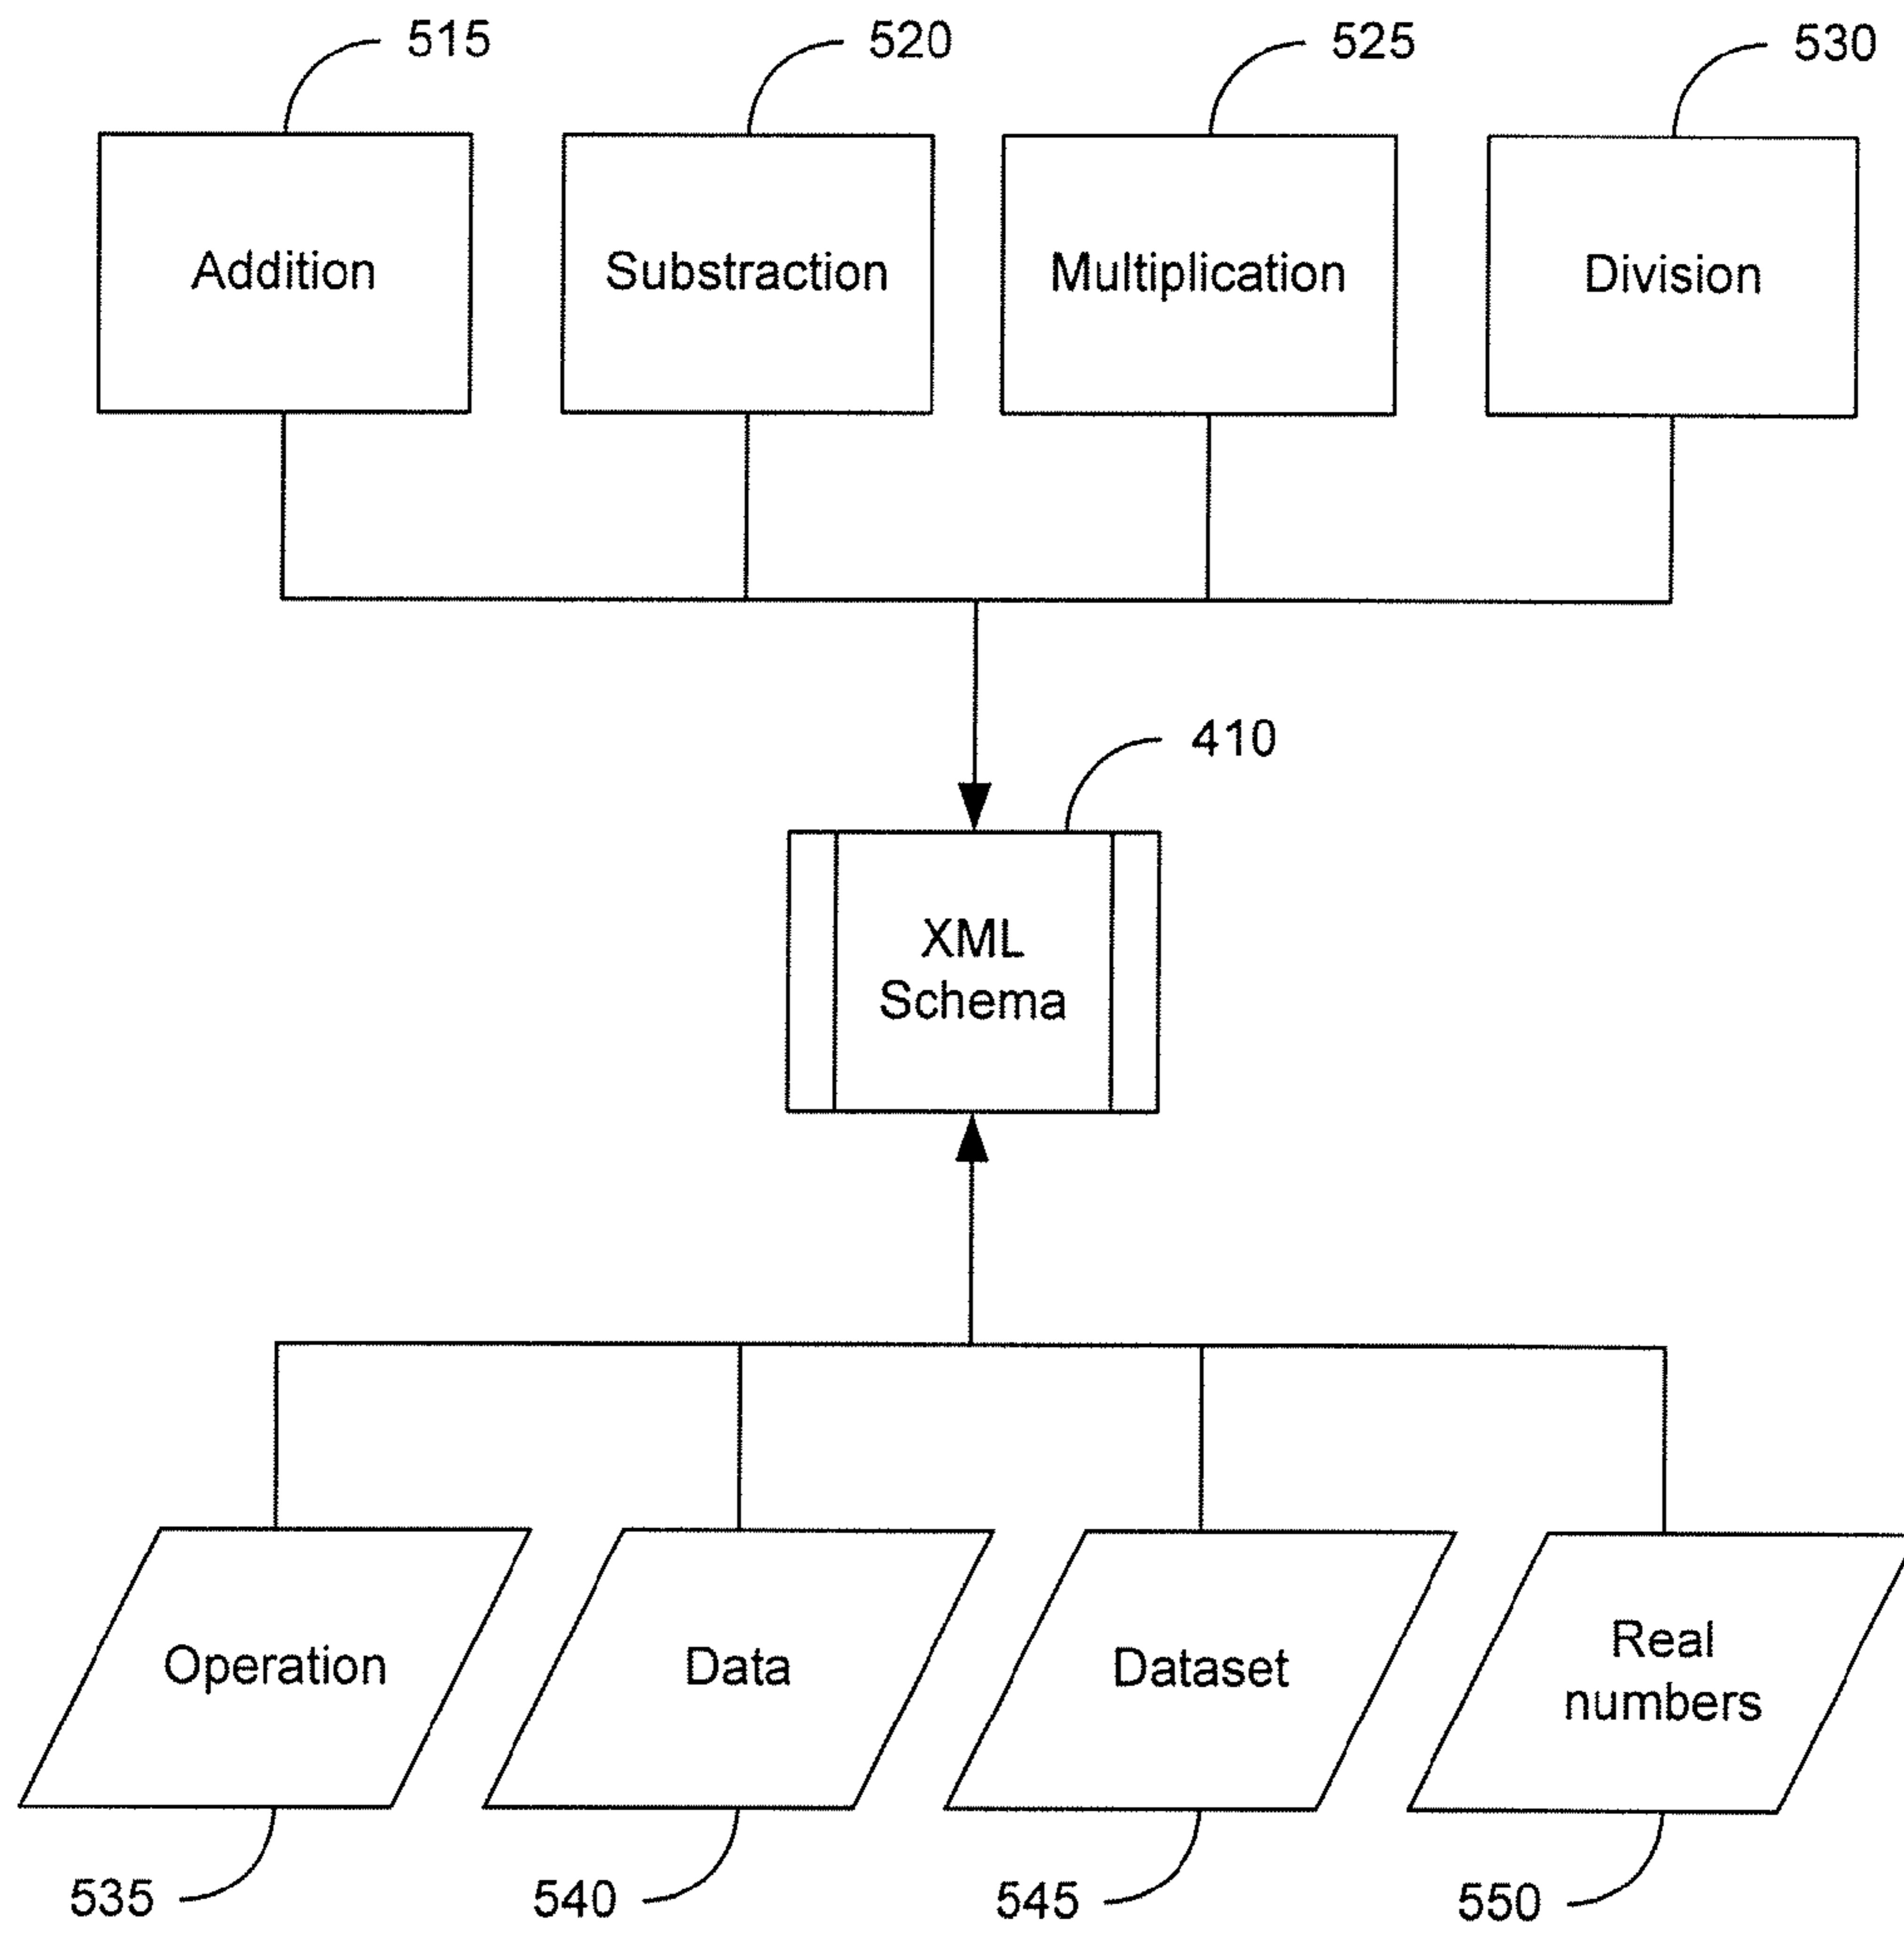 515
520
525
530
Addition
Substraction
Multiplication
Division
410
XML
Schema
Operation
Data
Dataset
Real
numbers
535
540
545
550